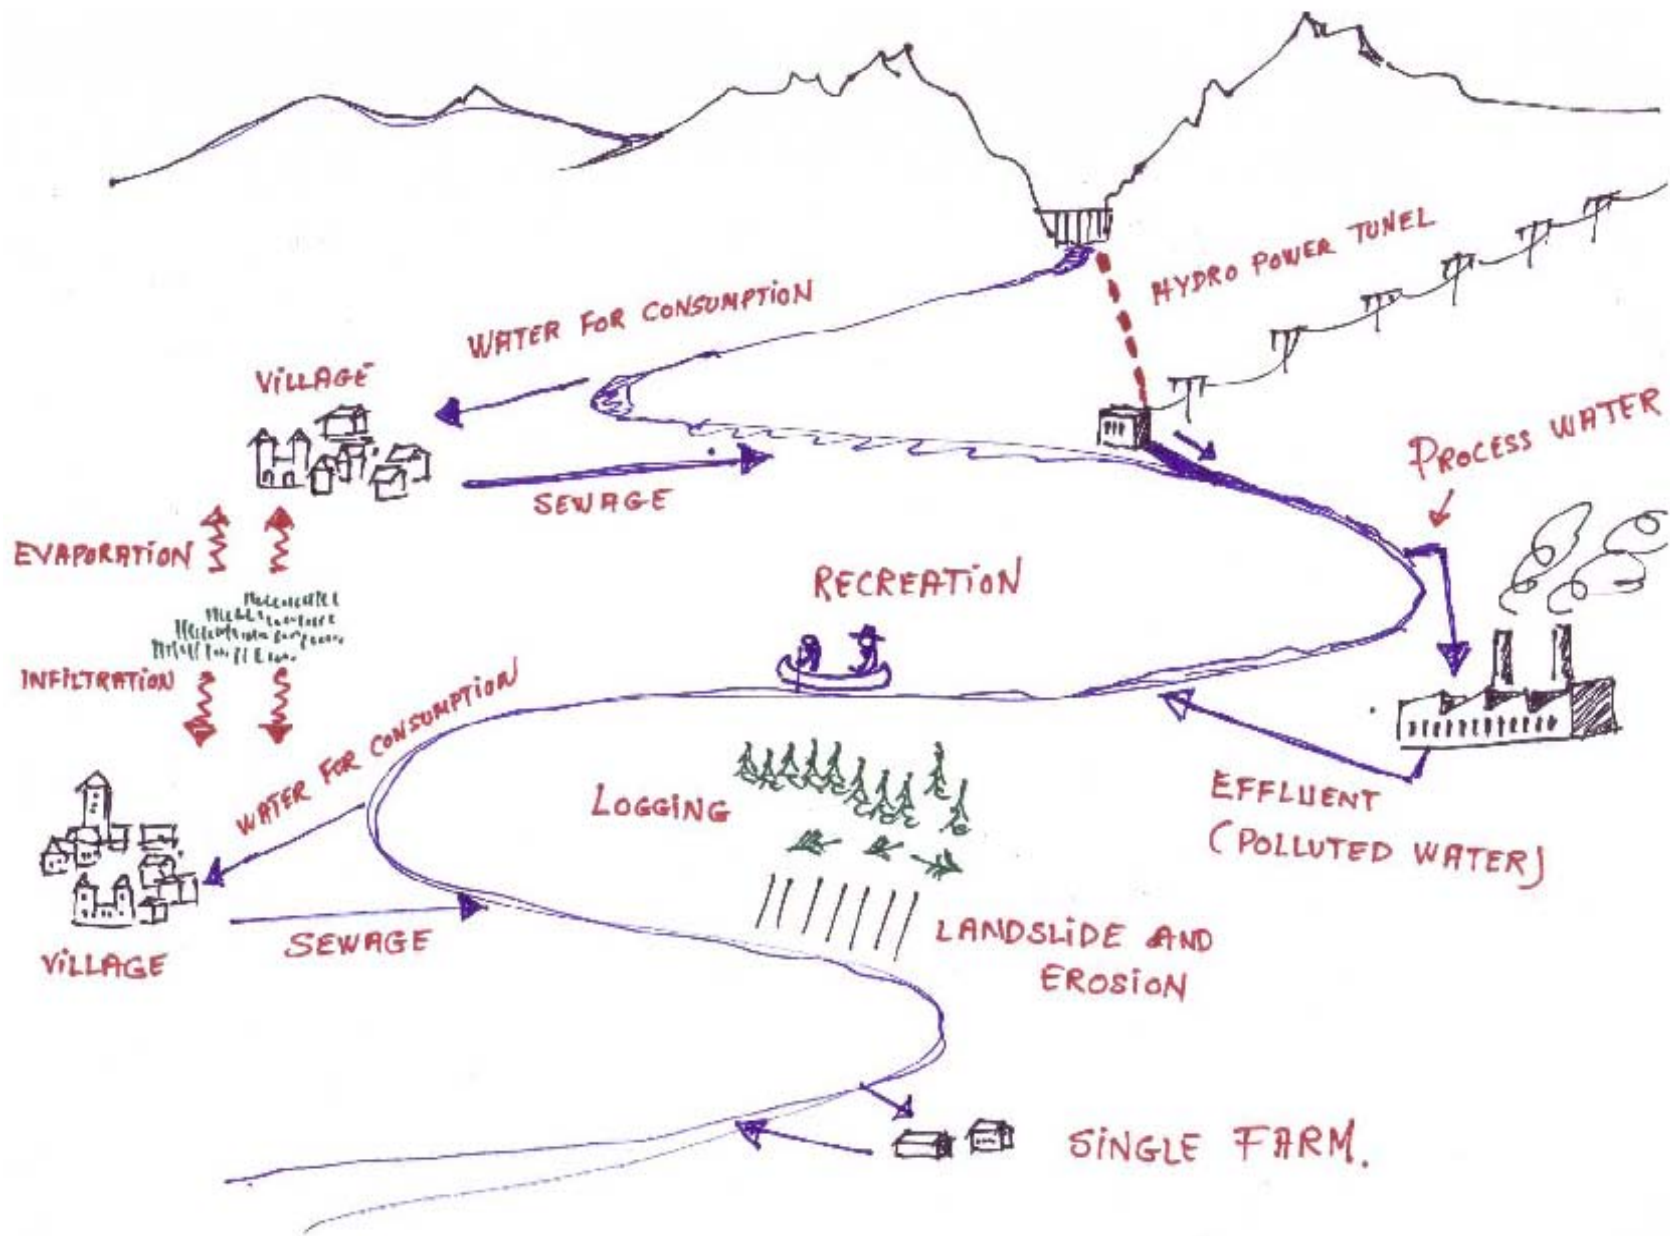 HYDRO POWER TUNEL
WATER FOR CONSUMPTION
VILLAGE
PROCESS WATER
SEWAGE
EVAPORATION
RECREATION
INFILTRATION
WATER FOR CONSUMPTION
LOGGING
EFFLUENT
(POLLUTED WATER)
LANDSLIDE AND
EROSION
SEWAGE
VILLAGE
SINGLE FARM.